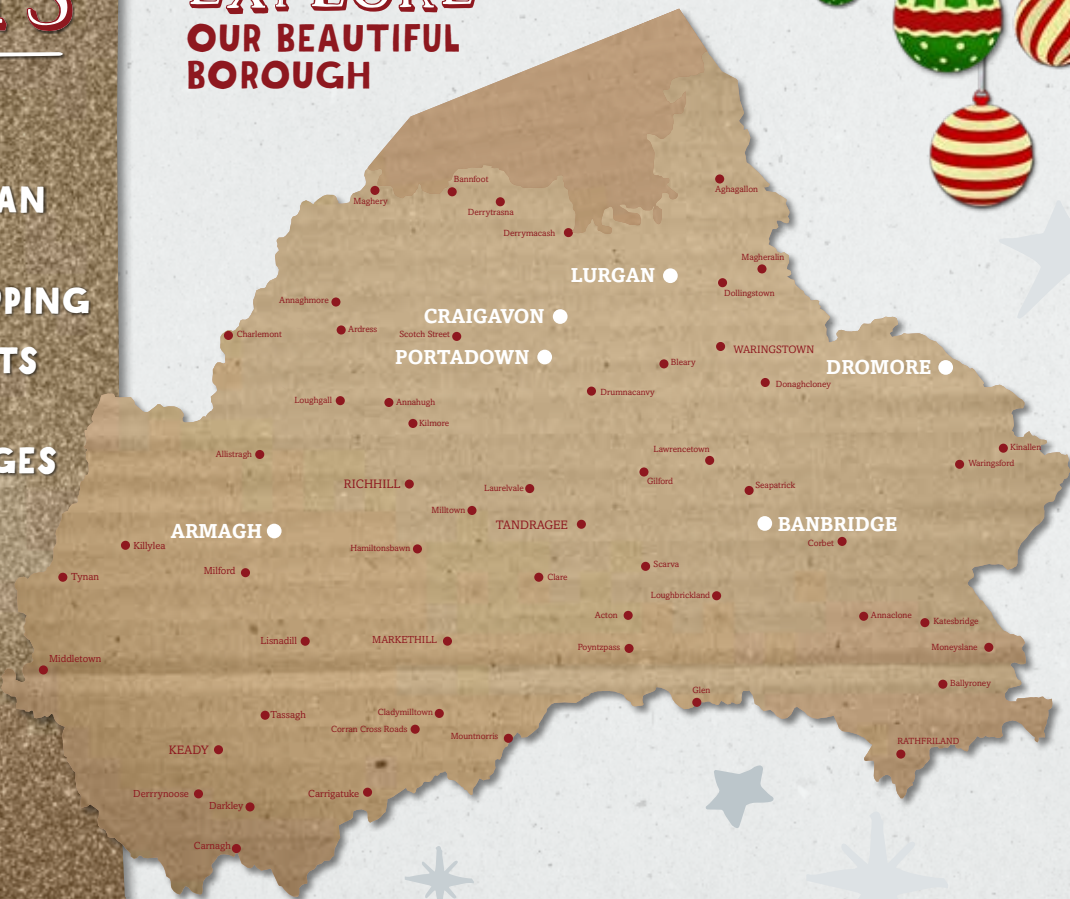 EXPLORE
OUR BEAUTIFUL
BOROUGH
AN
PPING
TS
GES
Bannfoot
Aghagallon
Maghery
Derrytrasna
Derrymacash
Magheralin
LURGAN
Dollingstown
Annaghmore
CRAIGAVON
Ardress
Charlemont
Scotch Street
WARINGSTOWN
PORTADOWN
Bleary
DROMORE
Donaghcloney
Drumnacanvy
Loughgall
Annahugh
Kilmore
Kinallen
Lawrencetown
Allistragh
Waringsford
Gilford
RICHHILL
Laurelvale
Seapatrick
Milltown
TANDRAGEE
BANBRIDGE
ARMAGH
Corbet
Killylea
Hamiltonsbawn
Scarva
Milford
Tynan
Clare
Loughbrickland
Acton
Annaclone
Katesbridge
Lisnadill
MARKETHILL
Poyntzpass
Moneyslane
Middletown
Ballyroney
Glen
Tassagh
Cladymilltown
Corran Cross Roads
Mountnorris
RATHFRILAND
KEADY
Derrrynoose
Carrigatuke
Darkley
Carnagh